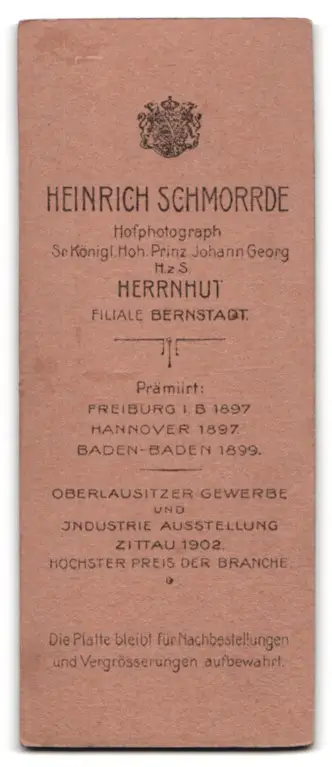 HEINRICH SCHMORRDE
Hofphotograph
Sr Königl. Hoh. Prinz Johann Georg
H. z S.
HERRNHUT
FILIALE BERNSTADT.
Prämiirt:
FREIBURG I. B 1897
HANNOVER 1897.
BADEN-BADEN 1899.
OBERLAUSITZER GEWERBE
UND
JNDUSTRIE AUSSTELLUNG
ZITTAU 1902.
HÖCHSTER PREIS DER BRANCHE
Die Platte bleibt für Nachbestellungen
und Vergrösserungen aufbewahrt.